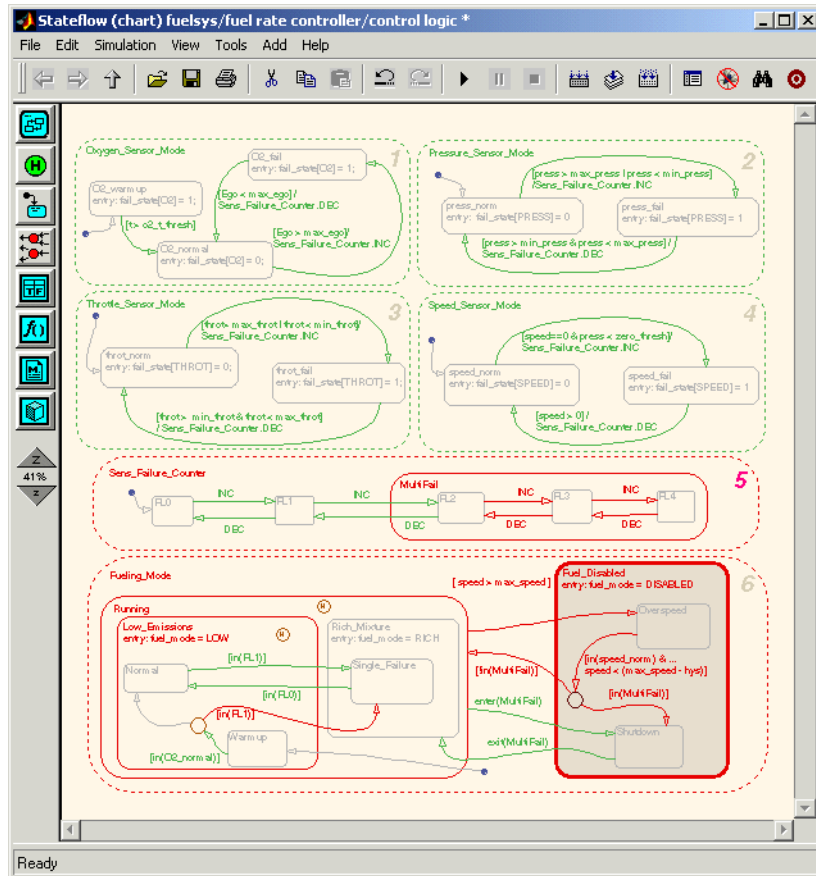 Stateflow (chart) fuelsys/fuel rate controller/control logic *
File Edit Simulation View Tools Add Help
Z
41%
z
Oxygen_Sensor_Mode
1
O2_fail
entry: fail_state[O2] = 1;
O2_warmup
entry: fail_state[O2] = 1;
[t> o2_t_thresh]
[Ego < max_ego] /
Sens_Failure_Counter.DEC
[Ego > max_ego]/
Sens_Failure_Counter.INC
O2_normal
entry: fail_state[O2] = 0;
Pressure_Sensor_Mode
2
[press > max_press | press < min_press]
/Sens_Failure_Counter.INC
press_norm
entry: fail_state[PRESS] = 0
press_fail
entry: fail_state[PRESS] = 1
[press > min_press & press < max_press] /
Sens_Failure_Counter.DEC
Throttle_Sensor_Mode
3
[throt> max_throt | throt < min_throt]/
Sens_Failure_Counter.INC
throt_norm
entry: fail_state[THROT] = 0;
throt_fail
entry: fail_state[THROT] = 1;
[throt> min_throt & throt < max_throt]
/Sens_Failure_Counter.DEC
Speed_Sensor_Mode
4
[speed==0 & press < zero_thresh]/
Sens_Failure_Counter.INC
speed_norm
entry: fail_state[SPEED] = 0
speed_fail
entry: fail_state[SPEED] = 1
[speed > 0] /
Sens_Failure_Counter.DEC
Sens_Failure_Counter
5
MultiFail
FL0
INC
DEC
FL1
INC
DEC
FL2
INC
DEC
FL3
INC
DEC
FL4
Fueling_Mode
6
[ speed > max_speed ]
Fuel_Disabled
entry: fuel_mode = DISABLED
Running
H
Low_Emissions
entry: fuel_mode = LOW
H
Rich_Mixture
entry: fuel_mode = RICH
Overspeed
Normal
[in(FL1)]
Single_Failure
[in(FL0)]
[in(speed_norm) & ...
speed < (max_speed - hys)]
[!in(MultiFail)]
[in(MultiFail)]
[in(FL1)]
enter(MultiFail)
Warmup
[in(O2_normal)]
exit(MultiFail)
Shutdown
Ready